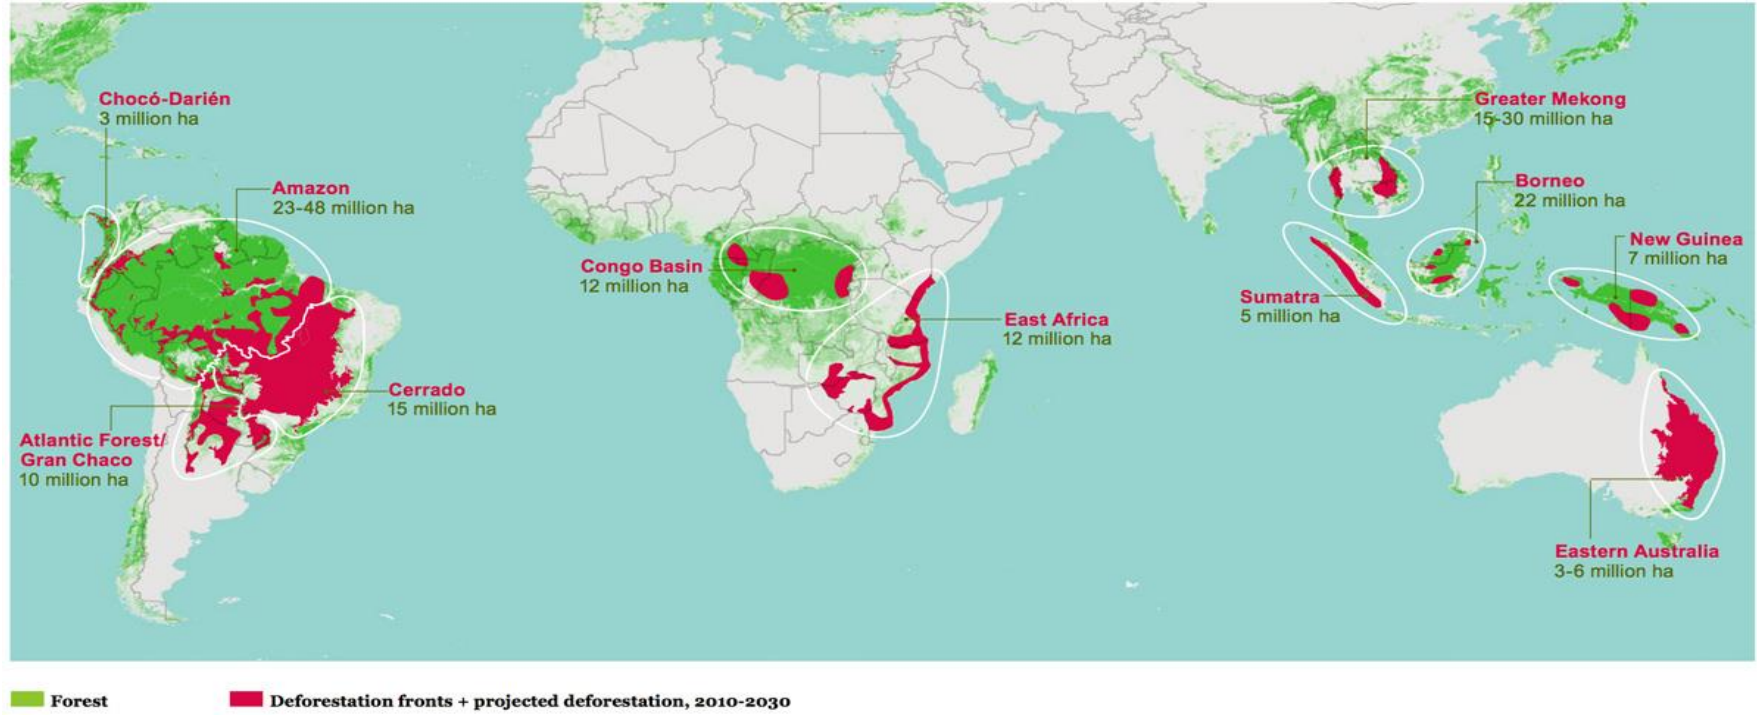 Chocó-Darién
3 million ha
Greater Mekong
15-30 million ha
Amazon
23-48 million ha
Borneo
22 million ha
New Guinea
7 million ha
Congo Basin
12 million ha
Sumatra
5 million ha
East Africa
12 million ha
Cerrado
15 million ha
Atlantic Forest/
Gran Chaco
10 million ha
Eastern Australia
3-6 million ha
Forest
Deforestation fronts + projected deforestation, 2010-2030